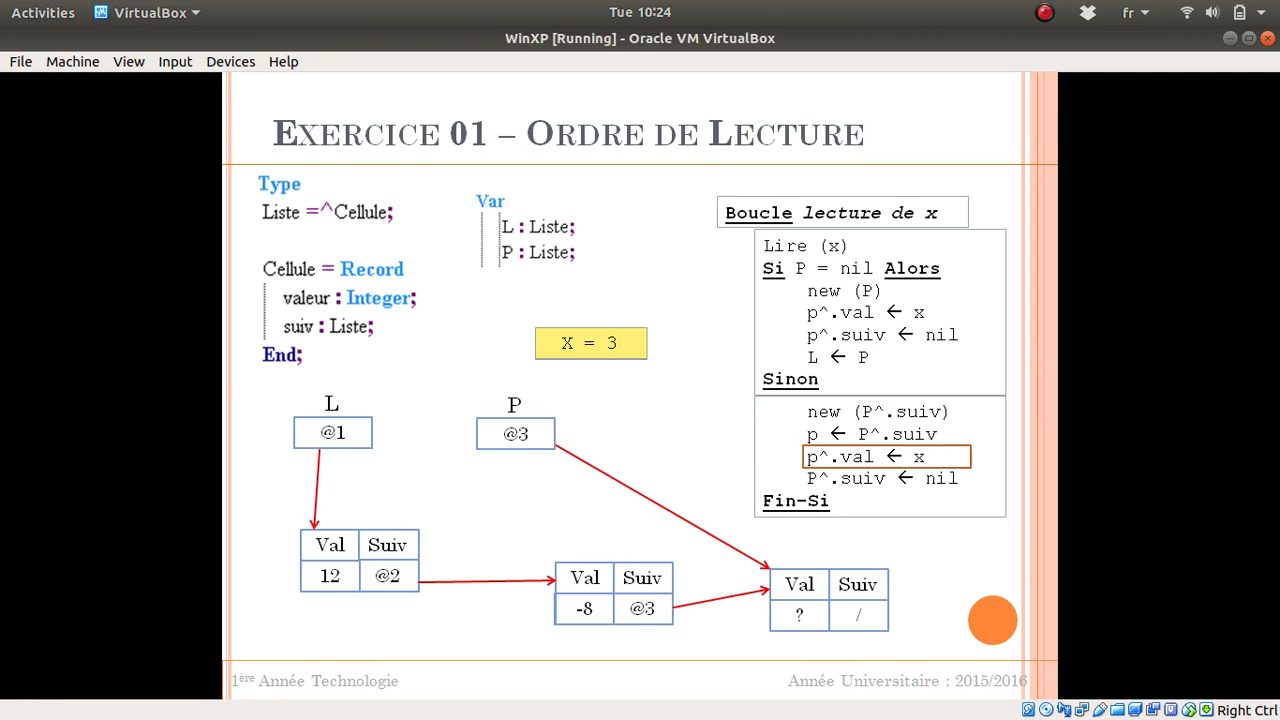 Activities VirtualBox Tue 10:24 fr
WinXP [Running] - Oracle VM VirtualBox
File Machine View Input Devices Help
EXERCICE 01 – ORDRE DE LECTURE
Type
Liste =^Cellule;
Cellule = Record
valeur : Integer;
suiv : Liste;
End;
Var
L : Liste;
P : Liste;
X = 3
Boucle lecture de x
Lire (x)
Si P = nil Alors
new (P)
p^.val ← x
p^.suiv ← nil
L ← P
Sinon
new (P^.suiv)
p ← P^.suiv
p^.val ← x
P^.suiv ← nil
Fin-Si
L
@1
P
@3
Val Suiv
12 @2
Val Suiv
-8 @3
Val Suiv
? /
1ère Année Technologie
Année Universitaire : 2015/2016
Right Ctrl